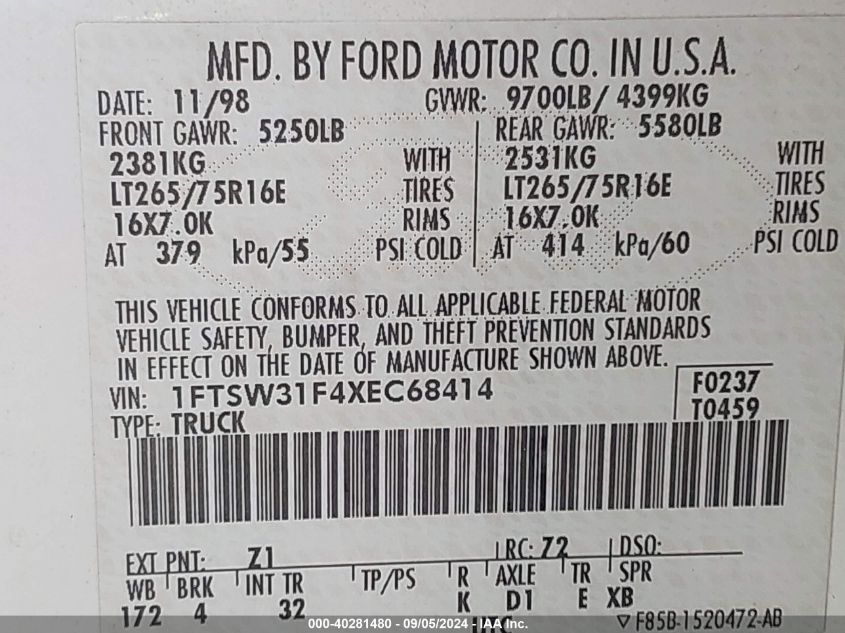 MFD. BY FORD MOTOR CO. IN U.S.A.
DATE: 11/98 GVWR: 9700LB/ 4399KG
FRONT GAWR: 5250LB REAR GAWR: 5580LB
2381KG WITH 2531KG WITH
LT265/75R16E TIRES LT265/75R16E TIRES
16X7.0K RIMS 16X7.0K RIMS
AT 379 kPa/55 PSI COLD AT 414 kPa/60 PSI COLD
THIS VEHICLE CONFORMS TO ALL APPLICABLE FEDERAL MOTOR
VEHICLE SAFETY, BUMPER, AND THEFT PREVENTION STANDARDS
IN EFFECT ON THE DATE OF MANUFACTURE SHOWN ABOVE.
VIN: 1FTSW31F4XEC68414 F0237
TYPE: TRUCK T0459
EXT PNT: Z1 RC: 72 DSO:
WB BRK INT TR TP/PS R AXLE TR SPR
172 4 32 K D1 E XB
000-40281480 - 09/05/2024 - IAA Inc.
▽ F85B-1520472-AB